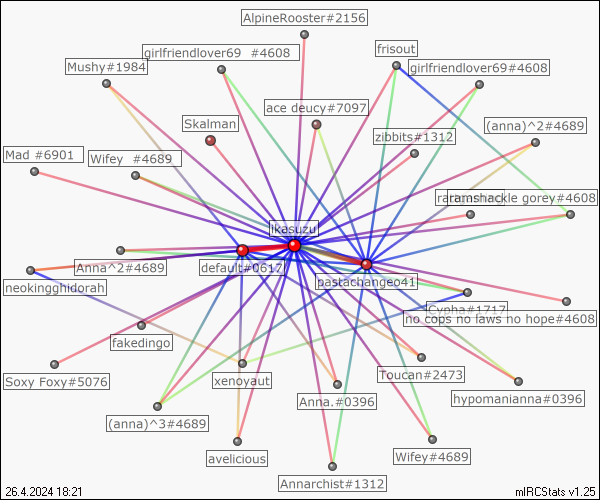 AlpineRooster#2156
frisout
girlfriendlover69 #4608
Mushy#1984
girlfriendlover69#4608
ace deucy#7097
Skalman
zibbits#1312
(anna)^2#4689
Mad #6901
Wifey #4689
ramshackle gorey#4608
ikasuzu
Anna^2#4689
default#0617
pastachangeo41
neokingghidorah
Cypha#1717
no cops no laws no hope#4608
fakedingo
Toucan#2473
Soxy Foxy#5076
xenoyaut
hypomanianna#0396
Anna.#0396
(anna)^3#4689
avelicious
Wifey#4689
Annarchist#1312
26.4.2024 18:21
mIRCStats v1.25